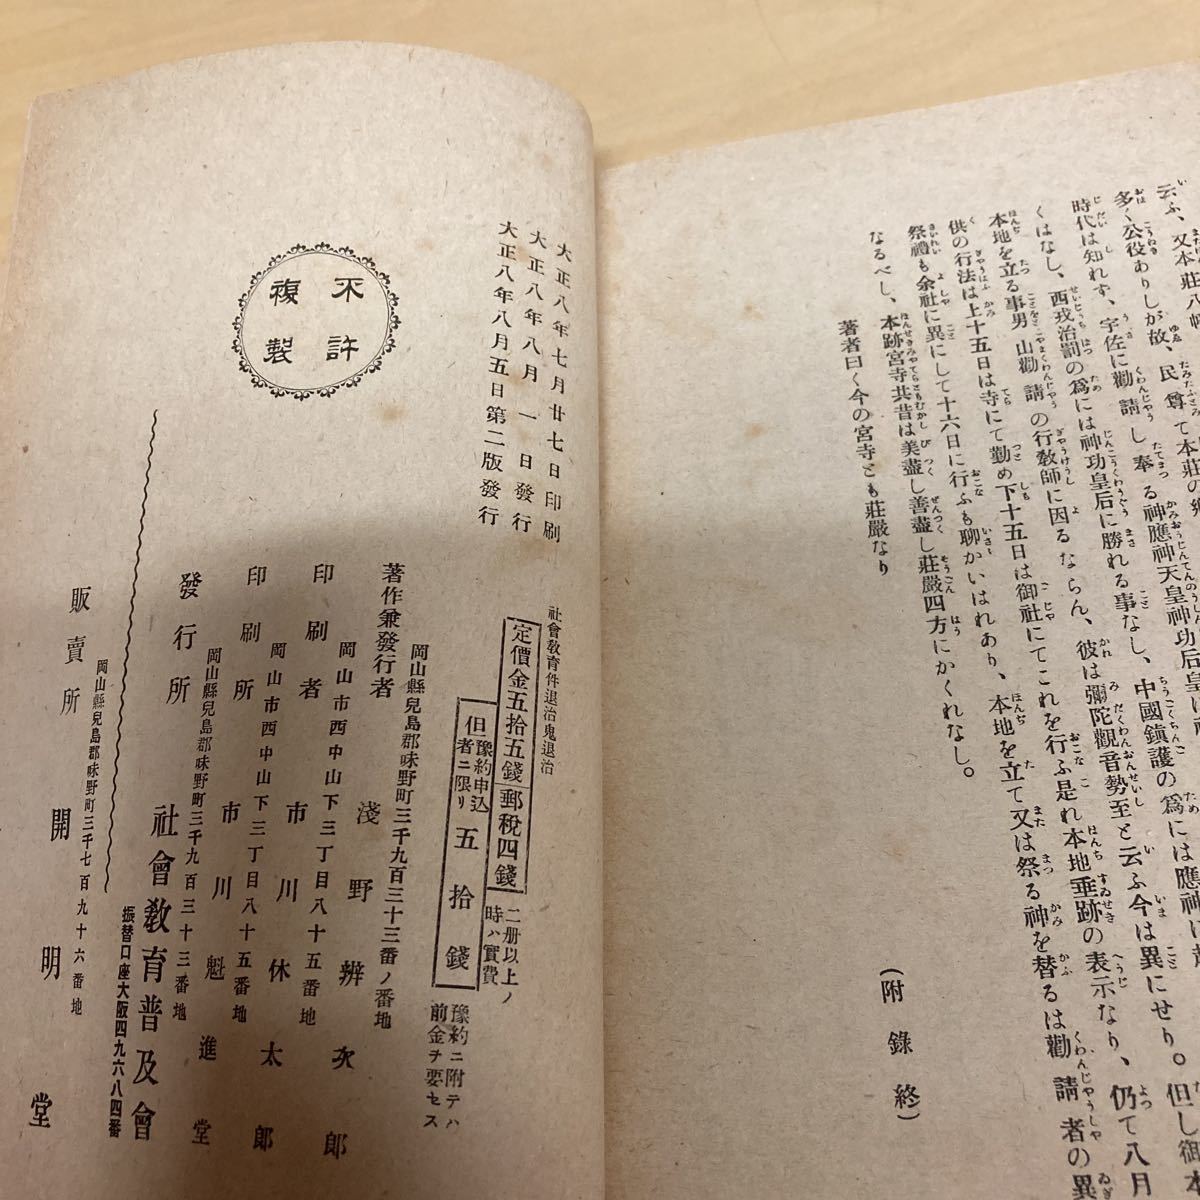 云ふ、又本莊八幡
多く公役ありしが故、民尊て本莊の郷
時代は知れず、宇佐に勸請し奉る神應神天皇神功后皇
くはなし、西戎治罰の爲には神功皇后に勝れる事なし、中國鎭護の爲には應神に
本地を立る事男山勸請の行敎師に因るならん、彼は彌陀觀音勢至と云ふ今は異にせり。但し御本
供の行法は上十五日は寺にて勤め下十五日は御社にてこれを行ふ是れ本地垂跡の表示なり、仍て八月
祭禮も余社に異にして十六日に行ふも聊かいはれあり、本地を立て又は祭る神を替るは勸請者の異
なるべし、本跡宮寺共昔は美盡し善盡し莊嚴四方にかくれなし。
著者曰く今の宮寺とも莊嚴なり
(附錄終)
大正八年七月廿七日印刷
大正八年八月一日發行
大正八年八月五日第二版發行
不許
複製
社會敎育件退治鬼退治
定價金五拾五錢
郵稅四錢
二册以上ノ
時ハ實費
但
豫約申込
者ニ限リ
五拾錢
豫約ニ附テハ
前金ヲ要セス
岡山縣兒島郡味野町三千九百三十三番ノ番地
著作兼發行者 淺野辨次郎
岡山市西中山下三丁目八十五番地
印刷者 市川休太郎
岡山市西中山下三丁目八十五番地
印刷所 市川魁進堂
岡山縣兒島郡味野町三千九百三十三番地
發行所 社會敎育普及會
振替口座大阪四九六八四番
岡山縣兒島郡味野町三千七百九十六番地
販賣所 開明堂